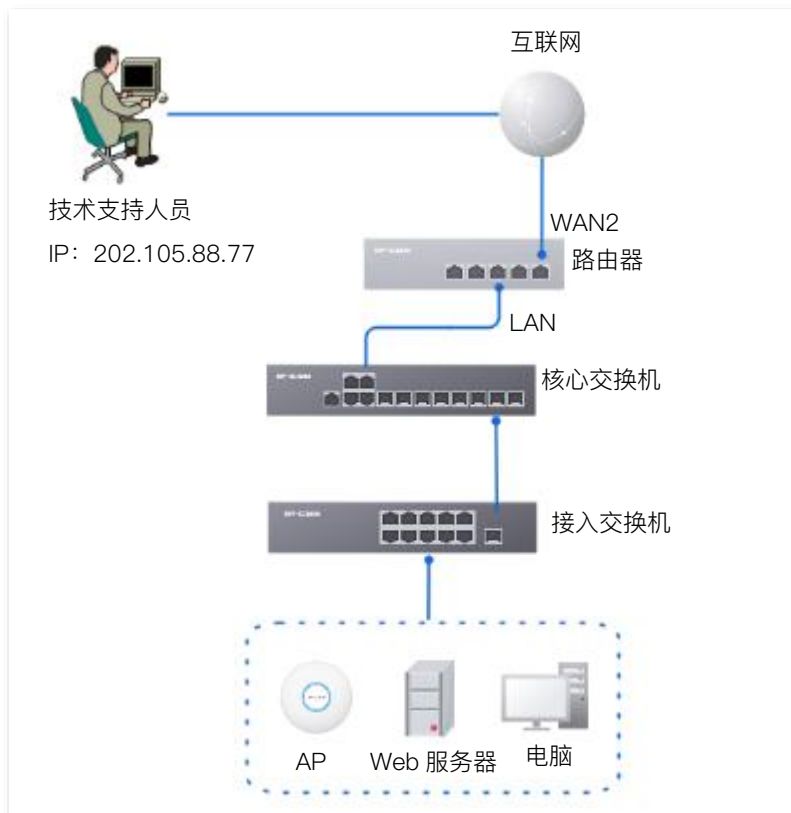 互联网
技术支持人员
IP：202.105.88.77
WAN2
路由器
LAN
核心交换机
接入交换机
AP
Web 服务器
电脑